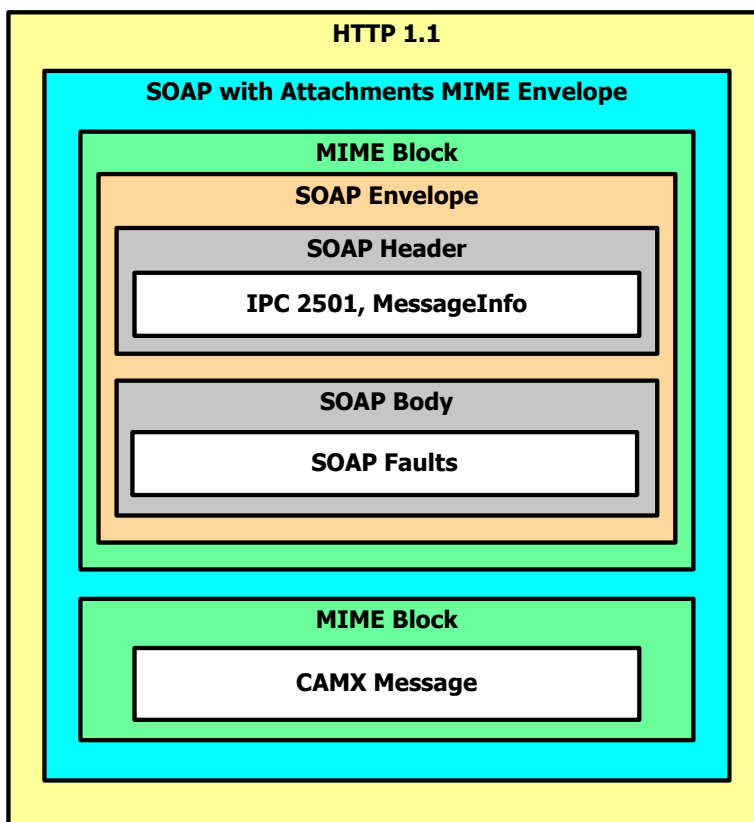 HTTP 1.1
SOAP with Attachments MIME Envelope
MIME Block
SOAP Envelope
SOAP Header
IPC 2501, MessageInfo
SOAP Body
SOAP Faults
MIME Block
CAMX Message